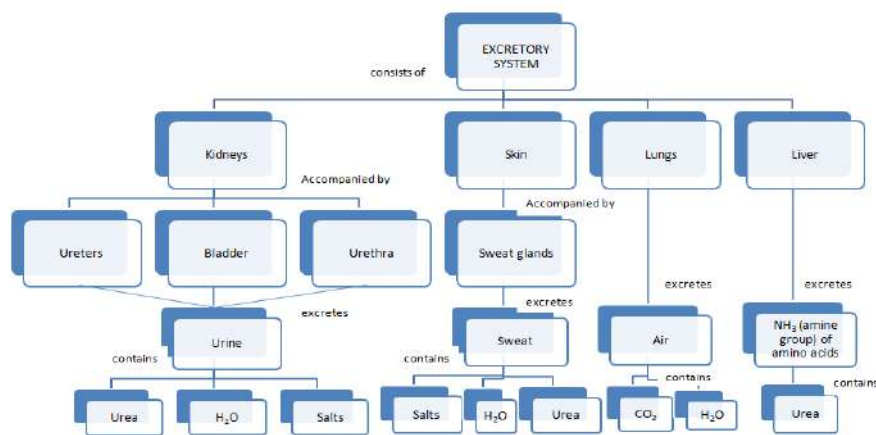 EXCRETORY
SYSTEM
consists of
Kidneys
Skin
Lungs
Liver
Accompanied by
Accompanied by
Ureters
Bladder
Urethra
Sweat glands
excretes
excretes
excretes
excretes
Urine
Sweat
Air
NH₃ (amine
group) of
amino acids
contains
contains
contains
contains
Urea
H₂O
Salts
Salts
H₂O
Urea
CO₂
H₂O
Urea